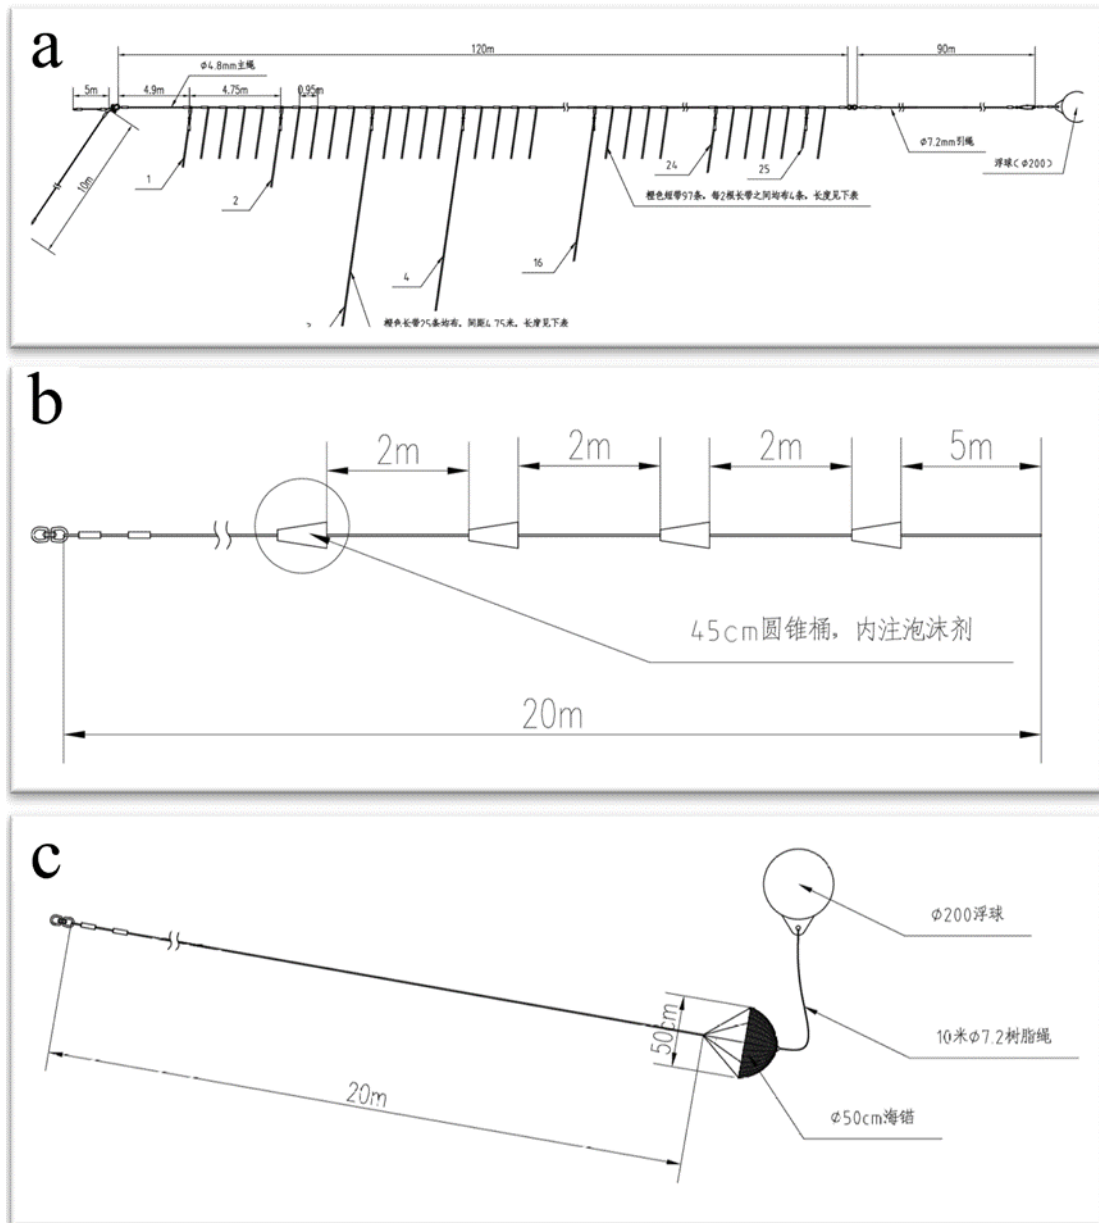 a
120m
90m
Φ4.8mm主绳
5m
4.9m
4.75m
0.95m
Φ7.2mm引绳
浮球(Φ200)
10m
1
2
4
16
24
25
橙色短带97条，每2根长带之间均布4条，长度见下表
橙色长带25条均布，间距4.75米，长度见下表
b
2m
2m
2m
5m
45cm圆锥桶，内注泡沫剂
20m
c
Φ200浮球
50cm
10米Φ7.2树脂绳
20m
Φ50cm海锚